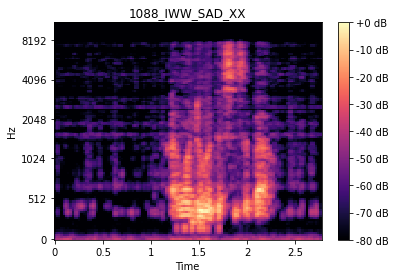 1088_IWW_SAD_XX
8192
4096
2048
1024
512
0
Hz
0
0.5
1
1.5
2
2.5
Time
+0 dB
-10 dB
-20 dB
-30 dB
-40 dB
-50 dB
-60 dB
-70 dB
-80 dB